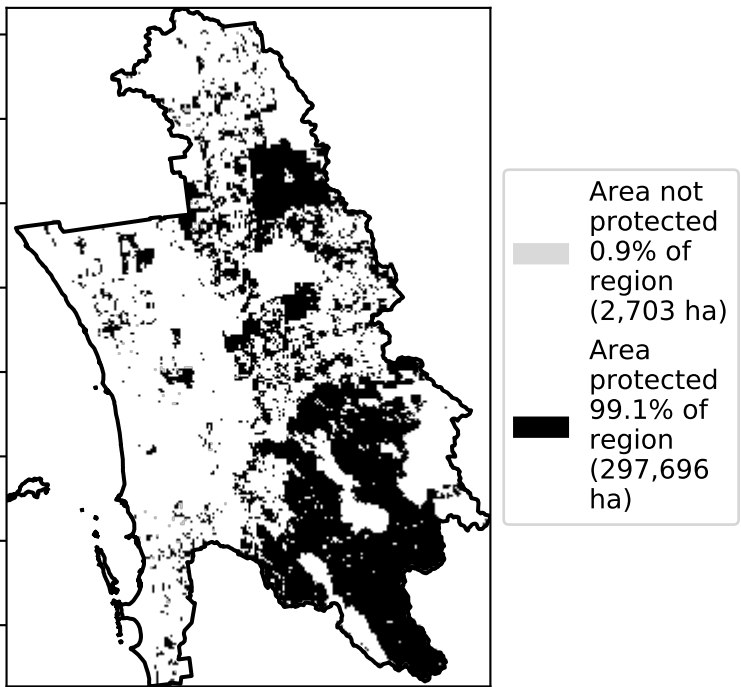 Area not
protected
0.9% of
region
(2,703 ha)
Area
protected
99.1% of
region
(297,696
ha)